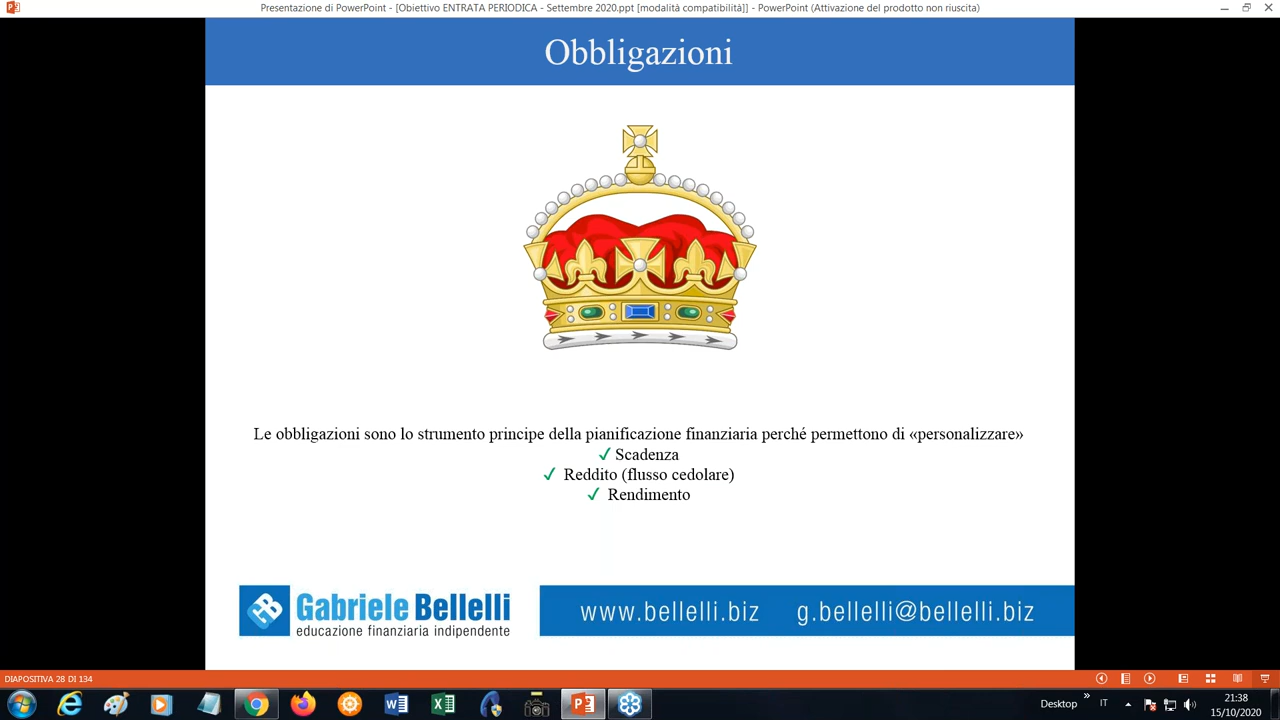 Presentazione di PowerPoint - [Obiettivo ENTRATA PERIODICA - Settembre 2020.ppt [modalità compatibilità]] - PowerPoint (Attivazione del prodotto non riuscita)
Obbligazioni
Le obbligazioni sono lo strumento principe della pianificazione finanziaria perché permettono di «personalizzare»
✓ Scadenza
✓ Reddito (flusso cedolare)
✓ Rendimento
Gabriele Bellelli
educazione finanziaria indipendente
www.bellelli.biz g.bellelli@bellelli.biz
DIAPOSITIVA 28 DI 134
Desktop
IT
21:38
15/10/2020